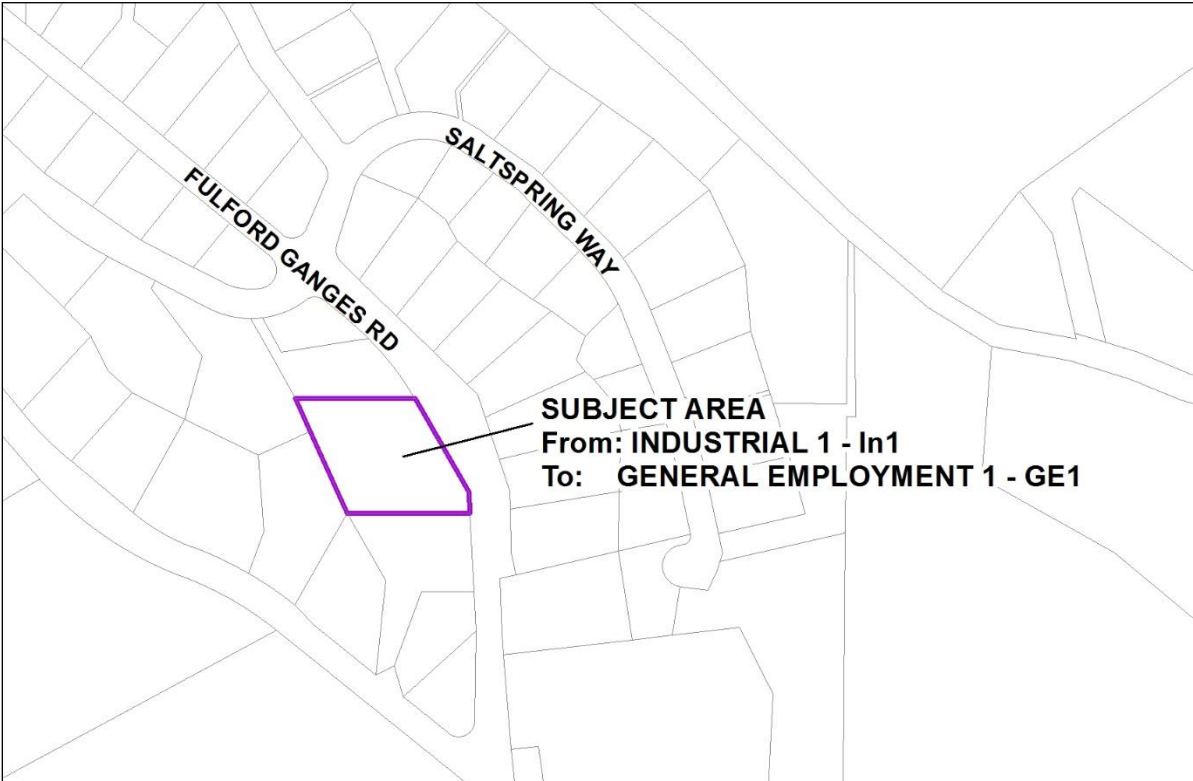 SALTSPRING WAY
FULFORD GANGES RD
SUBJECT AREA
From: INDUSTRIAL 1 - In1
To: GENERAL EMPLOYMENT 1 - GE1